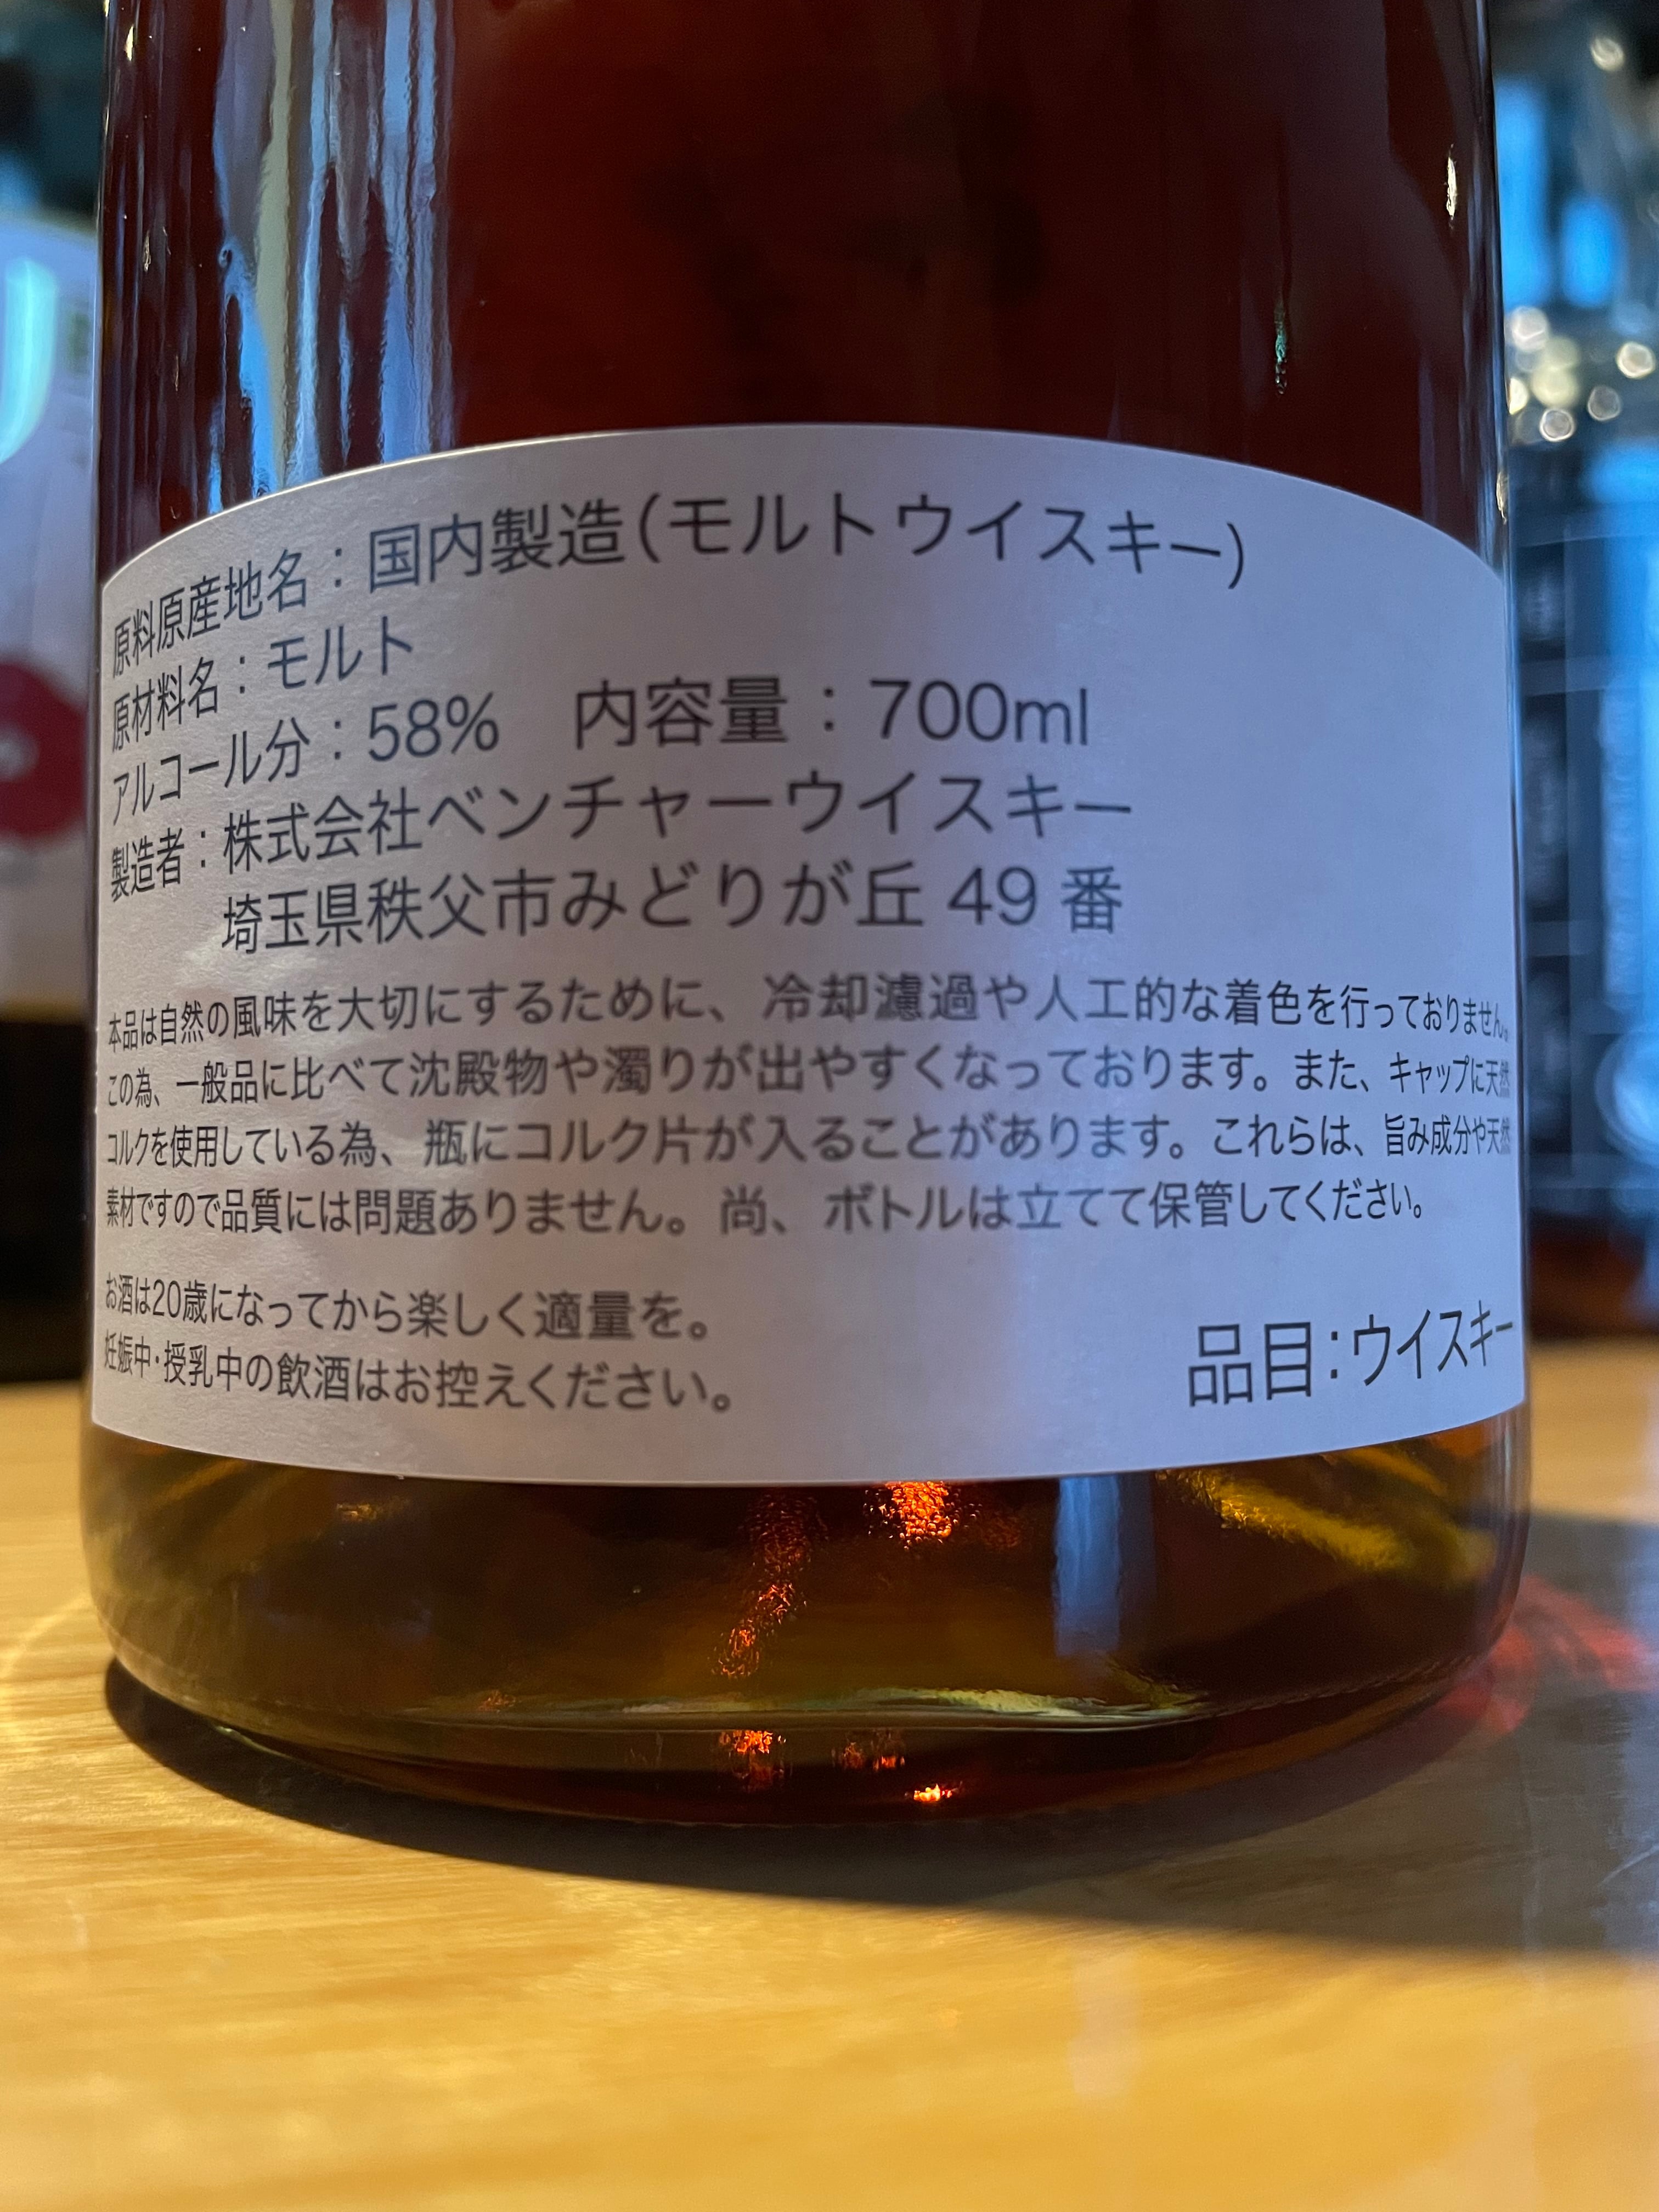 原料原産地名：国内製造(モルトウイスキー)
原材料名：モルト
アルコール分：58%　内容量：700ml
製造者：株式会社ベンチャーウイスキー
埼玉県秩父市みどりが丘 49 番
本品は自然の風味を大切にするために、冷却濾過や人工的な着色を行っておりません。
この為、一般品に比べて沈殿物や濁りが出やすくなっております。また、キャップに天然
コルクを使用している為、瓶にコルク片が入ることがあります。これらは、旨み成分や天然
素材ですので品質には問題ありません。尚、ボトルは立てて保管してください。
お酒は20歳になってから楽しく適量を。
妊娠中・授乳中の飲酒はお控えください。
品目：ウイスキー